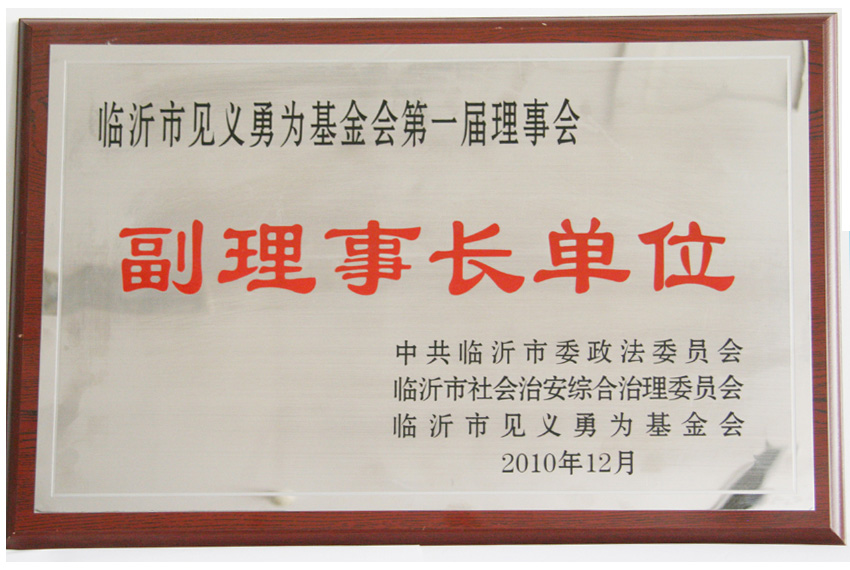 临沂市见义勇为基金会第一届理事会
副理事长单位
中共临沂市委政法委员会
临沂市社会治安综合治理委员会
临沂市见义勇为基金会
2010年12月